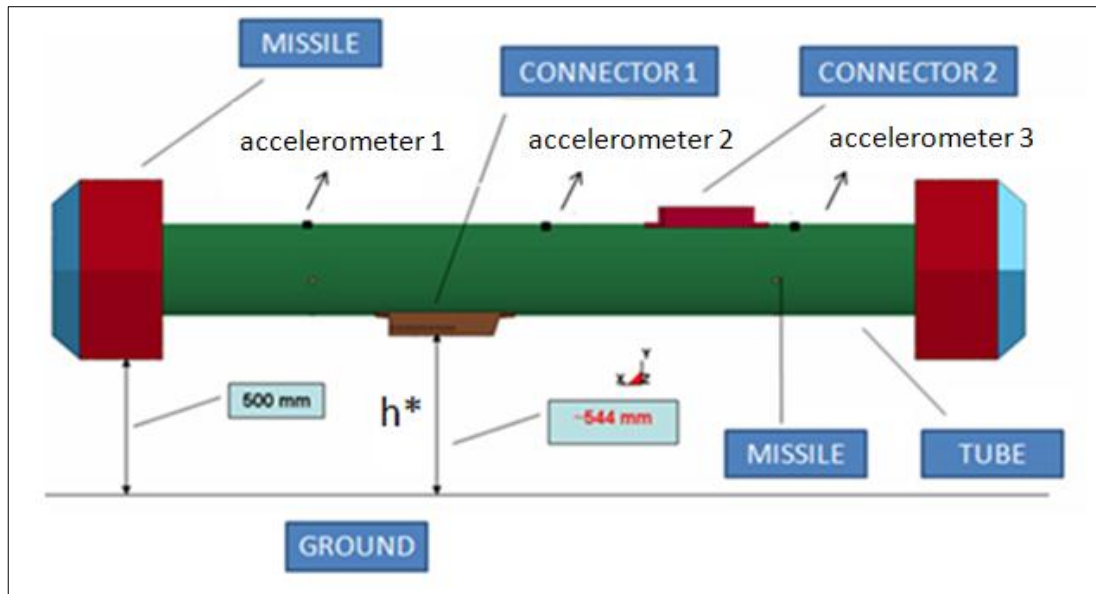 MISSILE
CONNECTOR 1
CONNECTOR 2
accelerometer 1
accelerometer 2
accelerometer 3
Y
X
Z
500 mm
h*
~544 mm
MISSILE
TUBE
GROUND